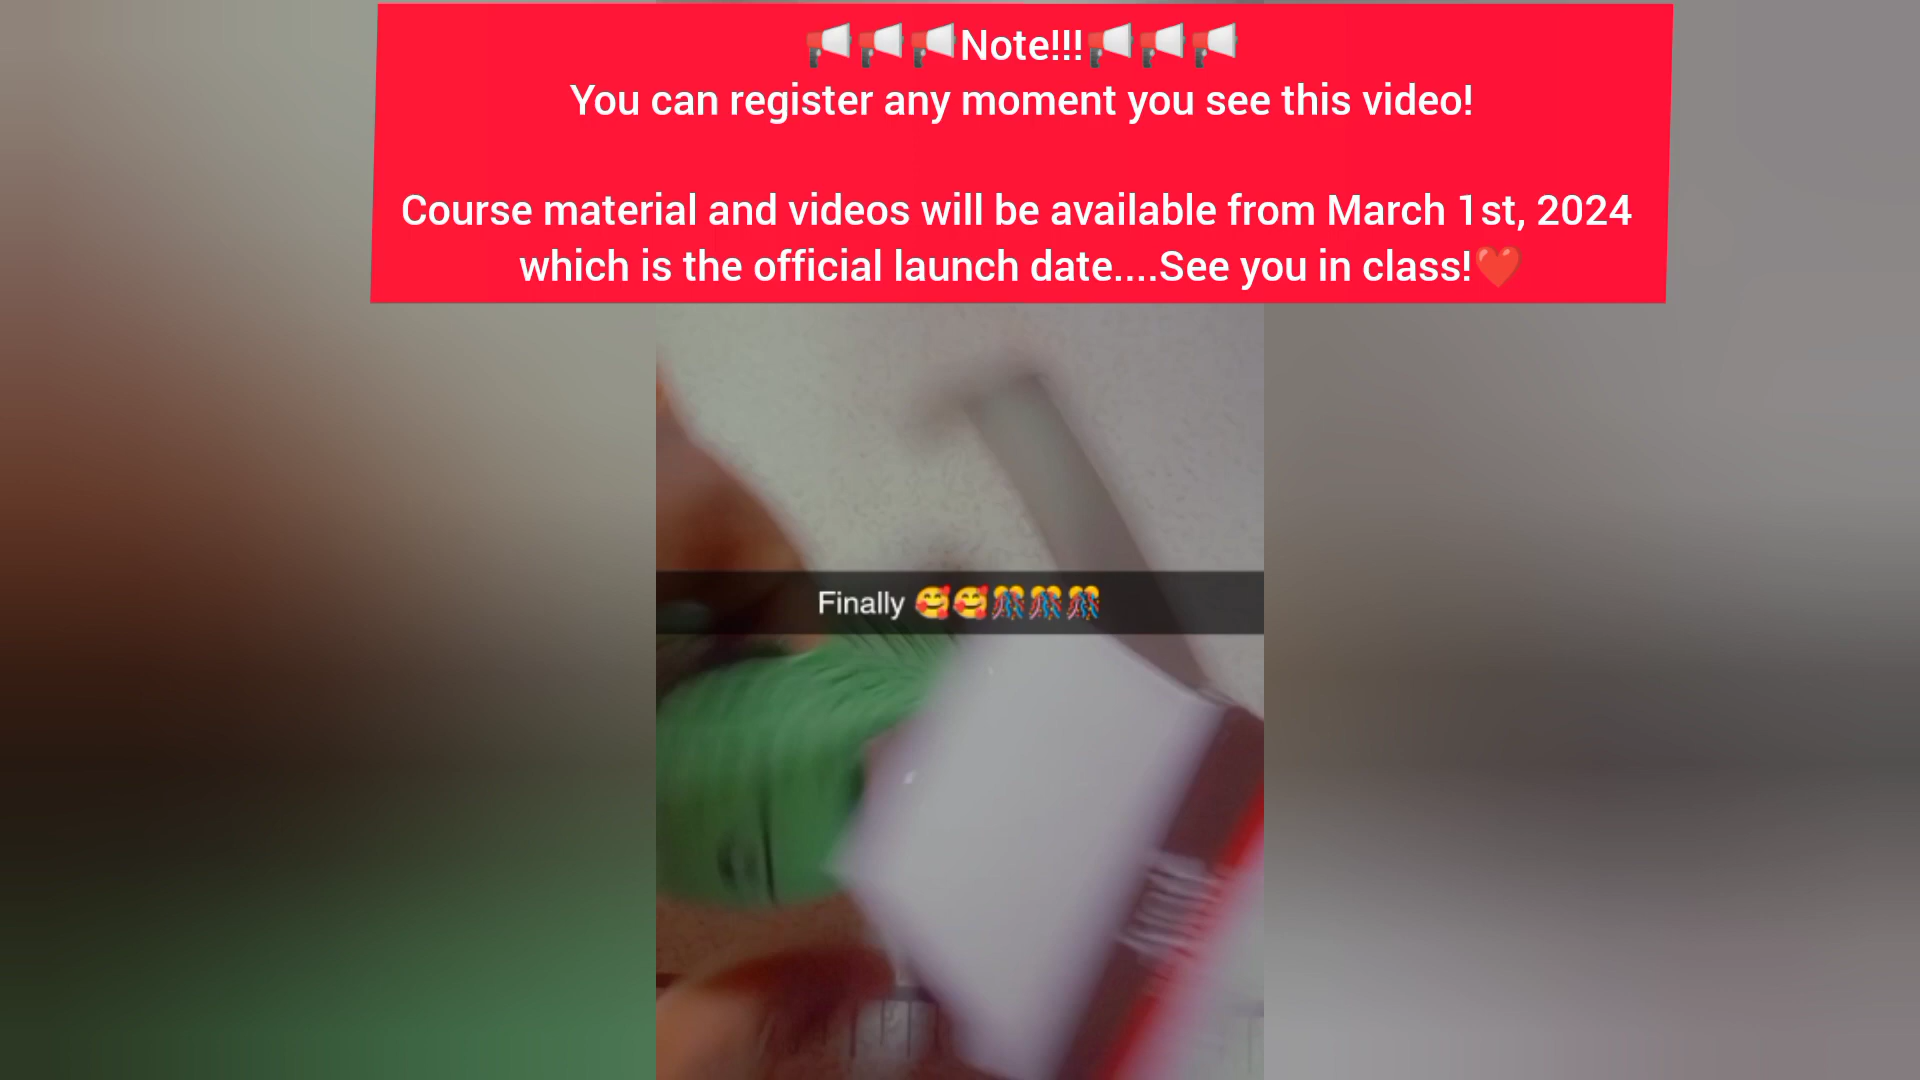 📢📢📢Note!!!📢📢📢
You can register any moment you see this video!
Course material and videos will be available from March 1st, 2024
which is the official launch date....See you in class!❤️
Finally 🥰🥰🎊🎊🎊